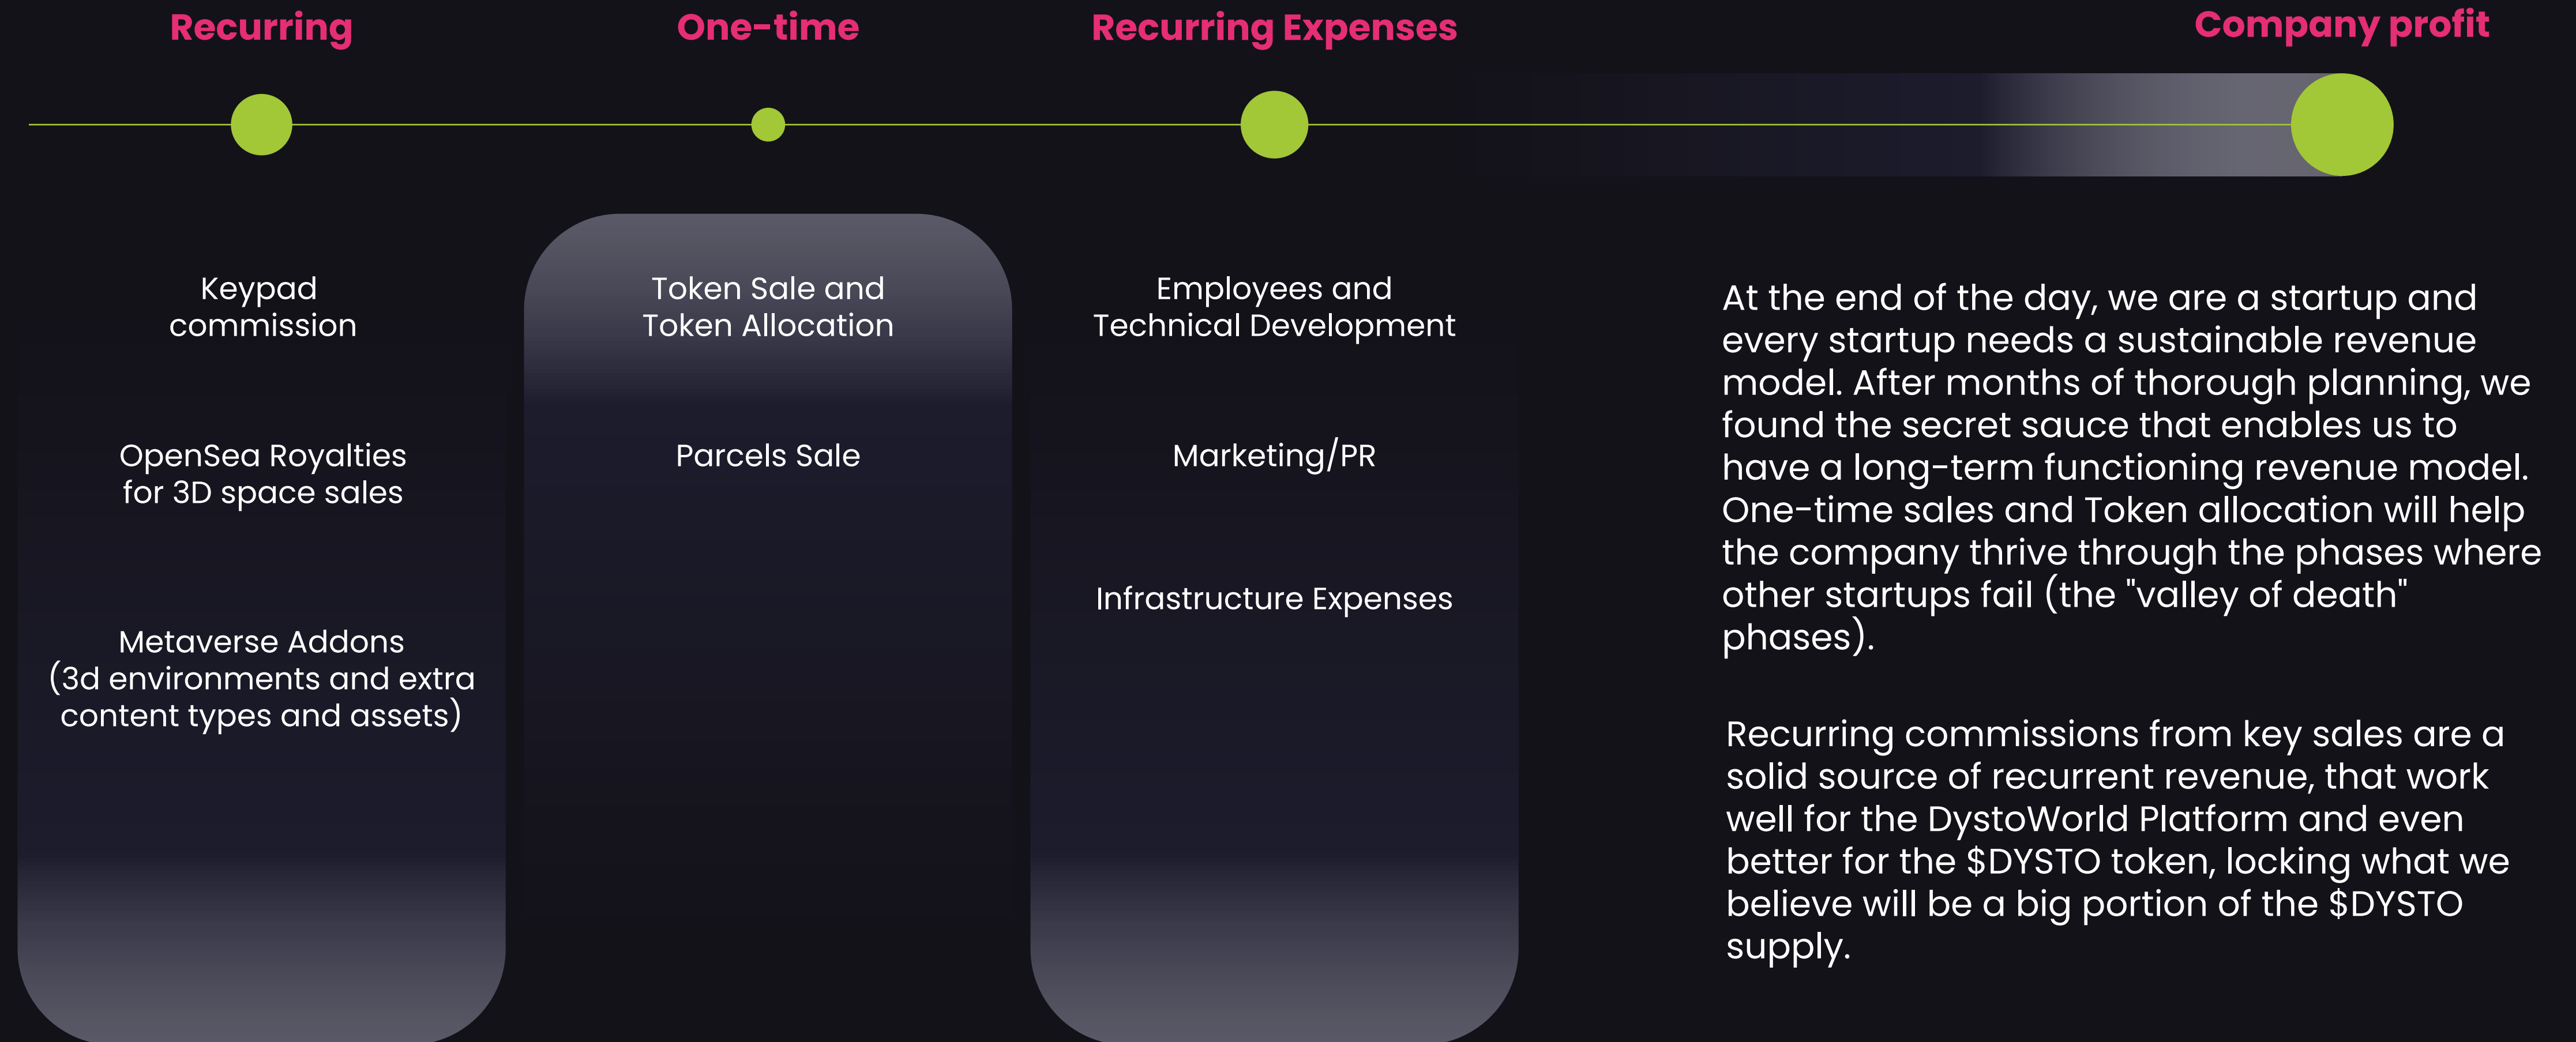 Recurring
One-time
Recurring Expenses
Company profit
Keypad
commission
OpenSea Royalties
for 3D space sales
Metaverse Addons
(3d environments and extra
content types and assets)
Token Sale and
Token Allocation
Parcels Sale
Employees and
Technical Development
Marketing/PR
Infrastructure Expenses
At the end of the day, we are a startup and
every startup needs a sustainable revenue
model. After months of thorough planning, we
found the secret sauce that enables us to
have a long-term functioning revenue model.
One-time sales and Token allocation will help
the company thrive through the phases where
other startups fail (the "valley of death"
phases).
Recurring commissions from key sales are a
solid source of recurrent revenue, that work
well for the DystoWorld Platform and even
better for the $DYSTO token, locking what we
believe will be a big portion of the $DYSTO
supply.